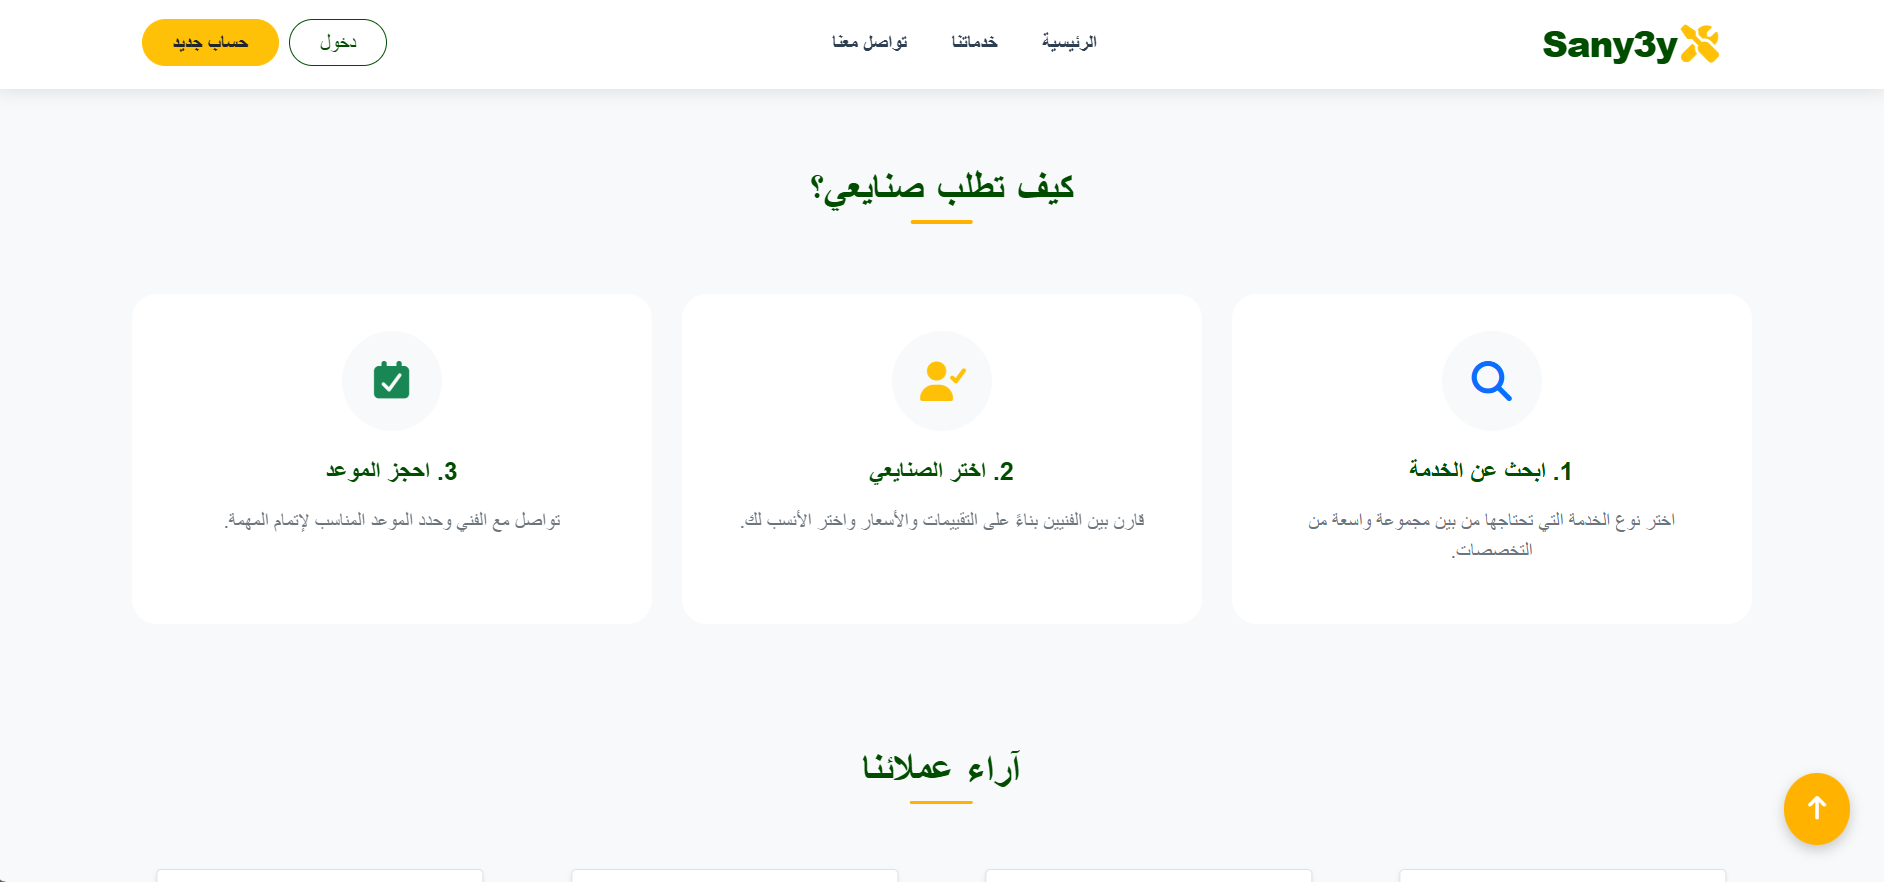 Sany3y
الرئيسية
خدماتنا
تواصل معنا
دخول
حساب جديد
كيف تطلب صنايعي؟
1. ابحث عن الخدمة
اختر نوع الخدمة التي تحتاجها من بين مجموعة واسعة من
التخصصات.
2. اختر الصنايعي
قارن بين الفنيين بناءً على التقييمات والأسعار واختر الأنسب لك.
3. احجز الموعد
تواصل مع الفني وحدد الموعد المناسب لإتمام المهمة.
آراء عملائنا